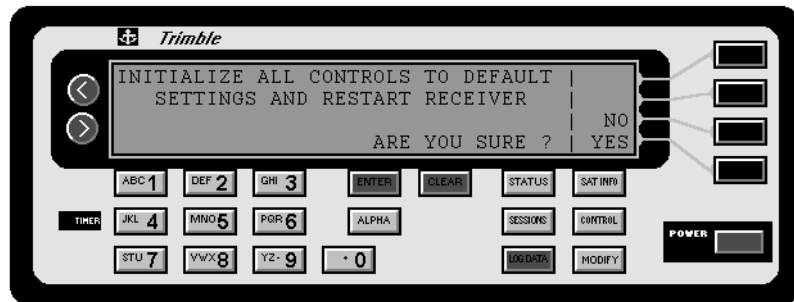 Trimble
INITIALIZE ALL CONTROLS TO DEFAULT |
SETTINGS AND RESTART RECEIVER |
| NO
ARE YOU SURE ? | YES
ABC 1 DEF 2 GHI 3 ENTER CLEAR STATUS SAT INFO
TIMER JKL 4 MNO 5 PQR 6 ALPHA SESSIONS CONTROL
POWER
STU 7 VWX 8 YZ- 9 · 0 LOG DATA MODIFY